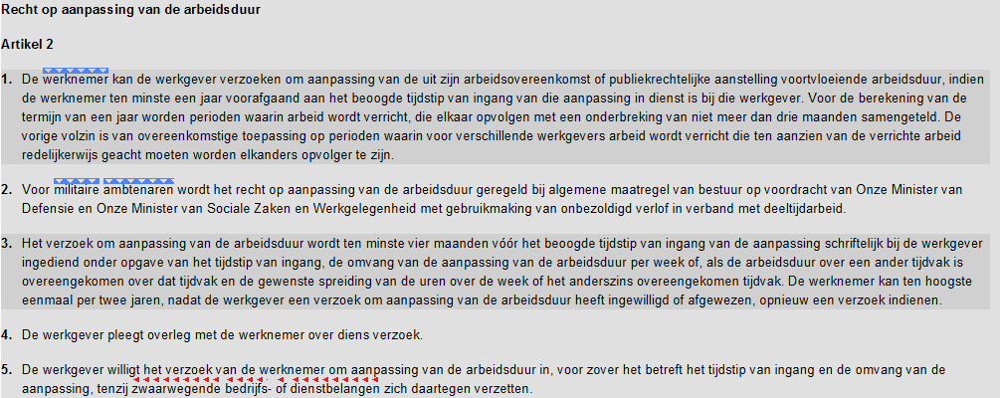 Recht op aanpassing van de arbeidsduur
Artikel 2
1. De werknemer kan de werkgever verzoeken om aanpassing van de uit zijn arbeidsovereenkomst of publiekrechtelijke aanstelling voortvloeiende arbeidsduur, indien
de werknemer ten minste een jaar voorafgaand aan het beoogde tijdstip van ingang van die aanpassing in dienst is bij die werkgever. Voor de berekening van de
termijn van een jaar worden perioden waarin arbeid wordt verricht, die elkaar opvolgen met een onderbreking van niet meer dan drie maanden samengeteld. De
vorige volzin is van overeenkomstige toepassing op perioden waarin voor verschillende werkgevers arbeid wordt verricht die ten aanzien van de verrichte arbeid
redelijkerwijs geacht moeten worden elkanders opvolger te zijn.
2. Voor militaire ambtenaren wordt het recht op aanpassing van de arbeidsduur geregeld bij algemene maatregel van bestuur op voordracht van Onze Minister van
Defensie en Onze Minister van Sociale Zaken en Werkgelegenheid met gebruikmaking van onbezoldigd verlof in verband met deeltijdarbeid.
3. Het verzoek om aanpassing van de arbeidsduur wordt ten minste vier maanden vóór het beoogde tijdstip van ingang van de aanpassing schriftelijk bij de werkgever
ingediend onder opgave van het tijdstip van ingang, de omvang van de aanpassing van de arbeidsduur per week of, als de arbeidsduur over een ander tijdvak is
overeengekomen over dat tijdvak en de gewenste spreiding van de uren over de week of het anderszins overeengekomen tijdvak. De werknemer kan ten hoogste
eenmaal per twee jaren, nadat de werkgever een verzoek om aanpassing van de arbeidsduur heeft ingewilligd of afgewezen, opnieuw een verzoek indienen.
4. De werkgever pleegt overleg met de werknemer over diens verzoek.
5. De werkgever willigt het verzoek van de werknemer om aanpassing van de arbeidsduur in, voor zover het betreft het tijdstip van ingang en de omvang van de
aanpassing, tenzij zwaarwegende bedrijfs- of dienstbelangen zich daartegen verzetten.